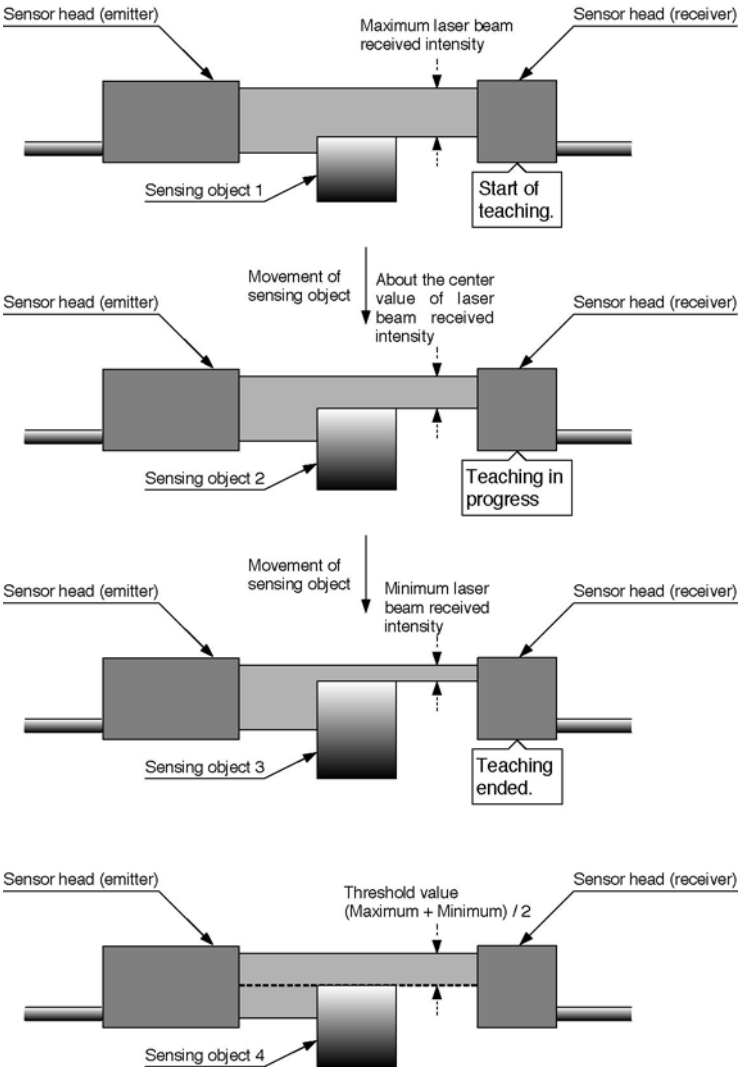 Sensor head (emitter)
Maximum laser beam
received intensity
Sensor head (receiver)
Sensing object 1
Start of
teaching.
Movement of
sensing object
About the center
value of laser
beam received
intensity
Sensor head (emitter)
Sensor head (receiver)
Sensing object 2
Teaching in
progress
Movement of
sensing object
Minimum laser
beam received
intensity
Sensor head (emitter)
Sensor head (receiver)
Sensing object 3
Teaching
ended.
Sensor head (emitter)
Threshold value
(Maximum + Minimum) / 2
Sensor head (receiver)
Sensing object 4